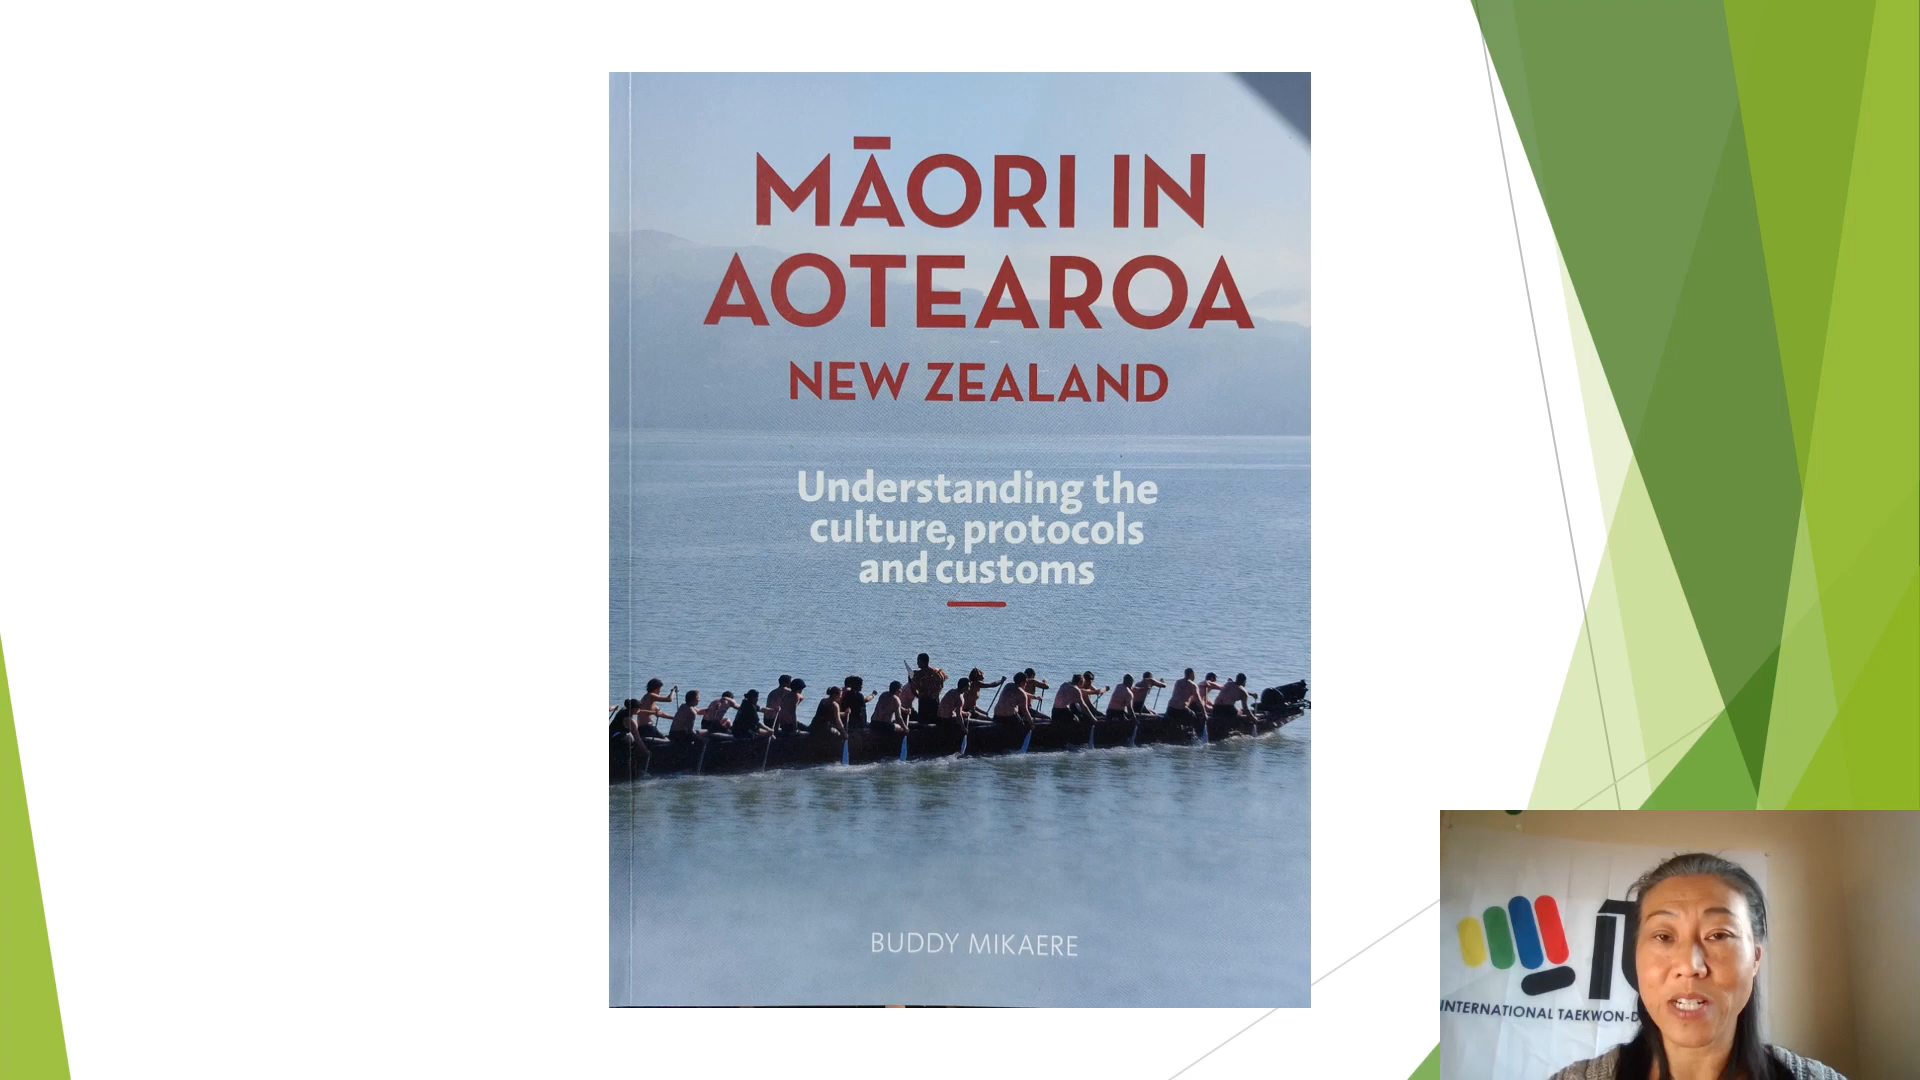 MĀORI IN
AOTEAROA
NEW ZEALAND
Understanding the
culture, protocols
and customs
BUDDY MIKAERE
INTERNATIONAL TAEKWON-D